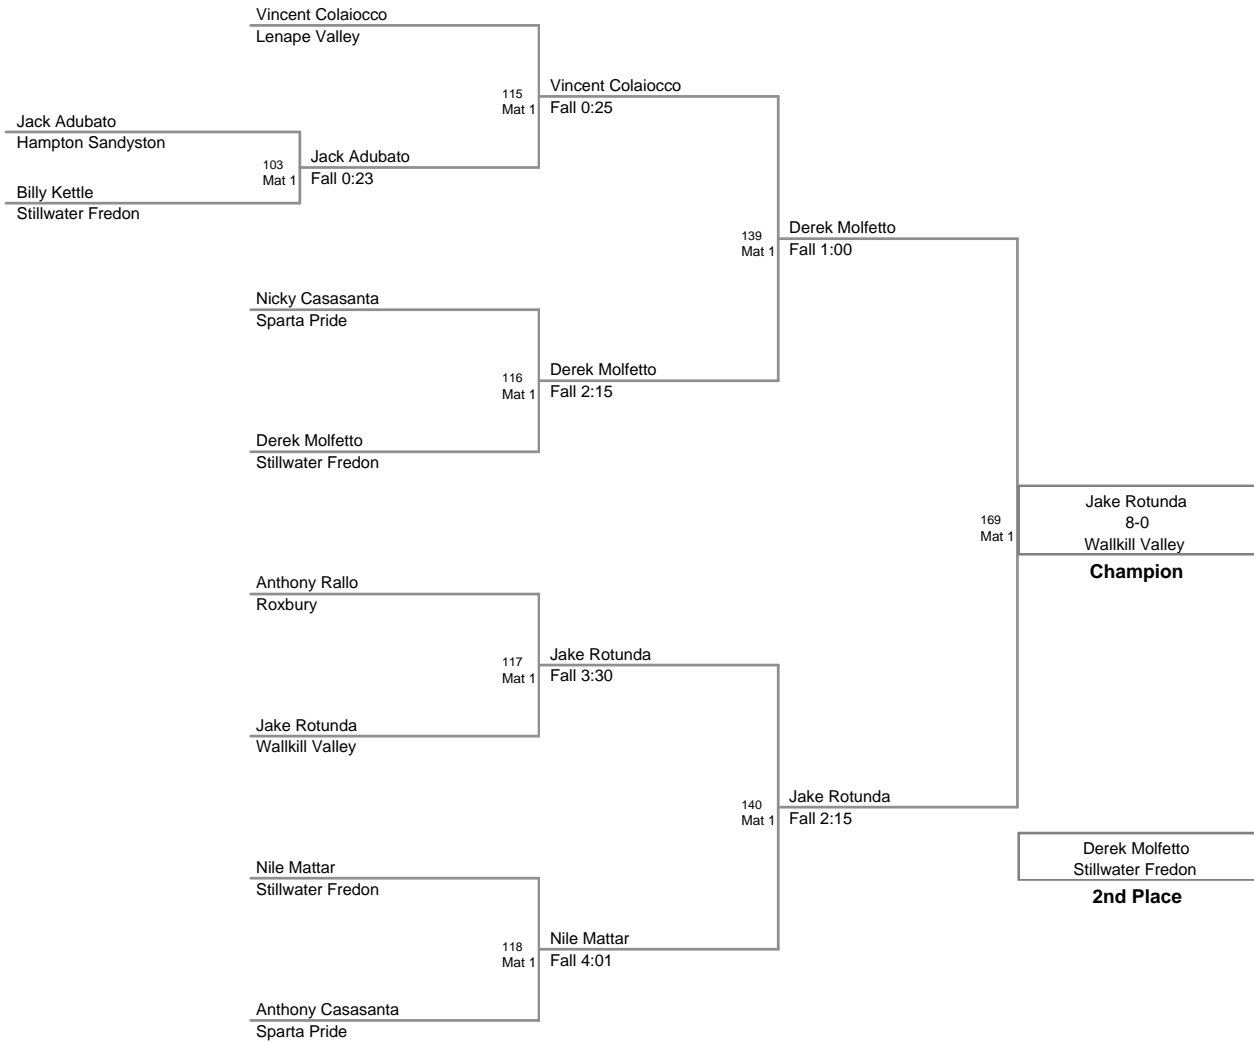 Vincent Colaiocco
Lenape Valley
115
Mat 1
Vincent Colaiocco
Fall 0:25
Jack Adubato
Hampton Sandyston
103
Mat 1
Jack Adubato
Fall 0:23
Billy Kettle
Stillwater Fredon
139
Mat 1
Derek Molfetto
Fall 1:00
Nicky Casasanta
Sparta Pride
116
Mat 1
Derek Molfetto
Fall 2:15
Derek Molfetto
Stillwater Fredon
169
Mat 1
Jake Rotunda
8-0
Wallkill Valley
Champion
Anthony Rallo
Roxbury
117
Mat 1
Jake Rotunda
Fall 3:30
Jake Rotunda
Wallkill Valley
140
Mat 1
Jake Rotunda
Fall 2:15
Derek Molfetto
Stillwater Fredon
2nd Place
Nile Mattar
Stillwater Fredon
118
Mat 1
Nile Mattar
Fall 4:01
Anthony Casasanta
Sparta Pride